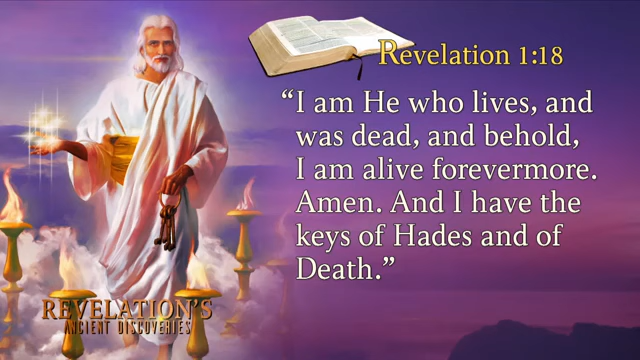 Revelation 1:18
“I am He who lives, and
was dead, and behold,
I am alive forevermore.
Amen. And I have the
keys of Hades and of
Death.”
REVELATION'S
ANCIENT DISCOVERIES